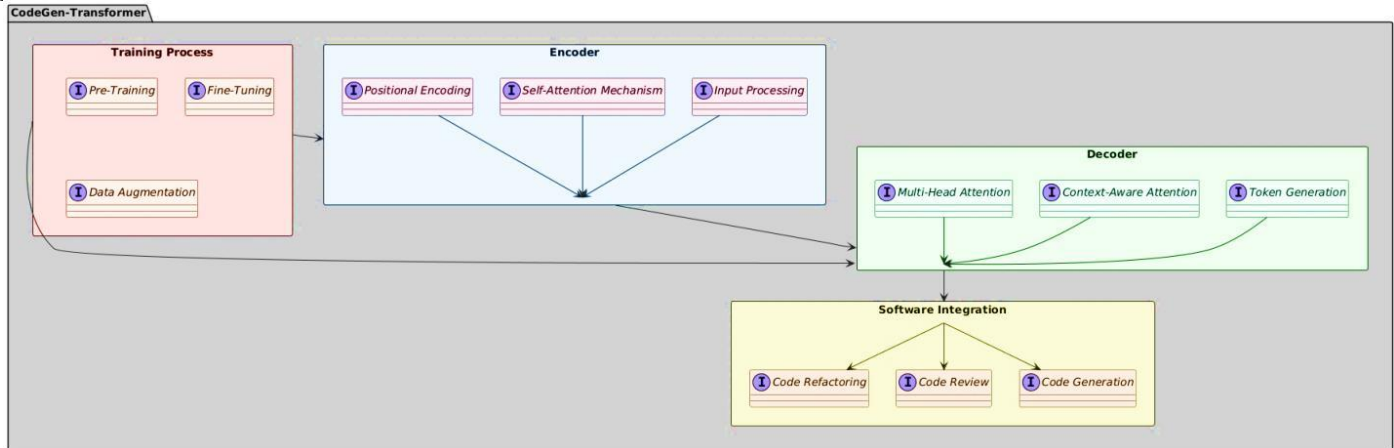 CodeGen-Transformer
Training Process
I Pre-Training
I Fine-Tuning
I Data Augmentation
Encoder
I Positional Encoding
I Self-Attention Mechanism
I Input Processing
Decoder
I Multi-Head Attention
I Context-Aware Attention
I Token Generation
Software Integration
I Code Refactoring
I Code Review
I Code Generation